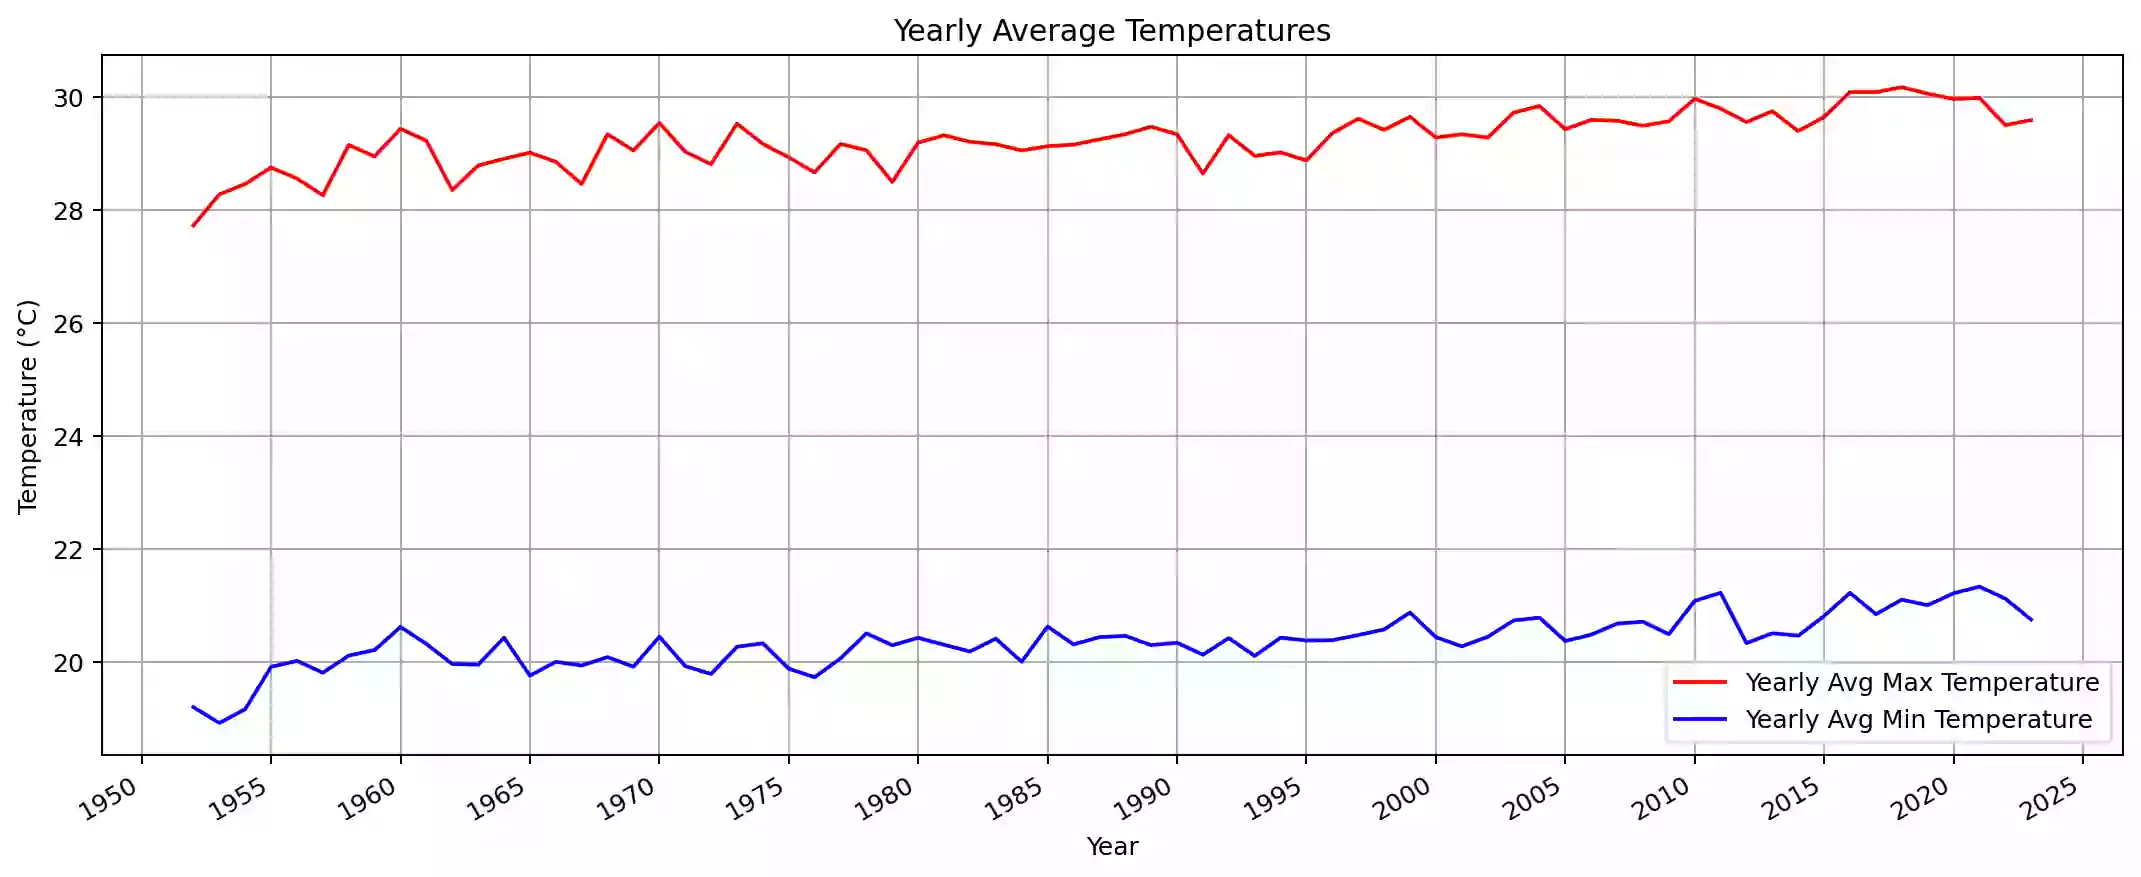 Yearly Average Temperatures
30
28
26
24
22
20
Temperature (°C)
Yearly Avg Max Temperature
Yearly Avg Min Temperature
1950 1955 1960 1965 1970 1975 1980 1985 1990 1995 2000 2005 2010 2015 2020 2025
Year